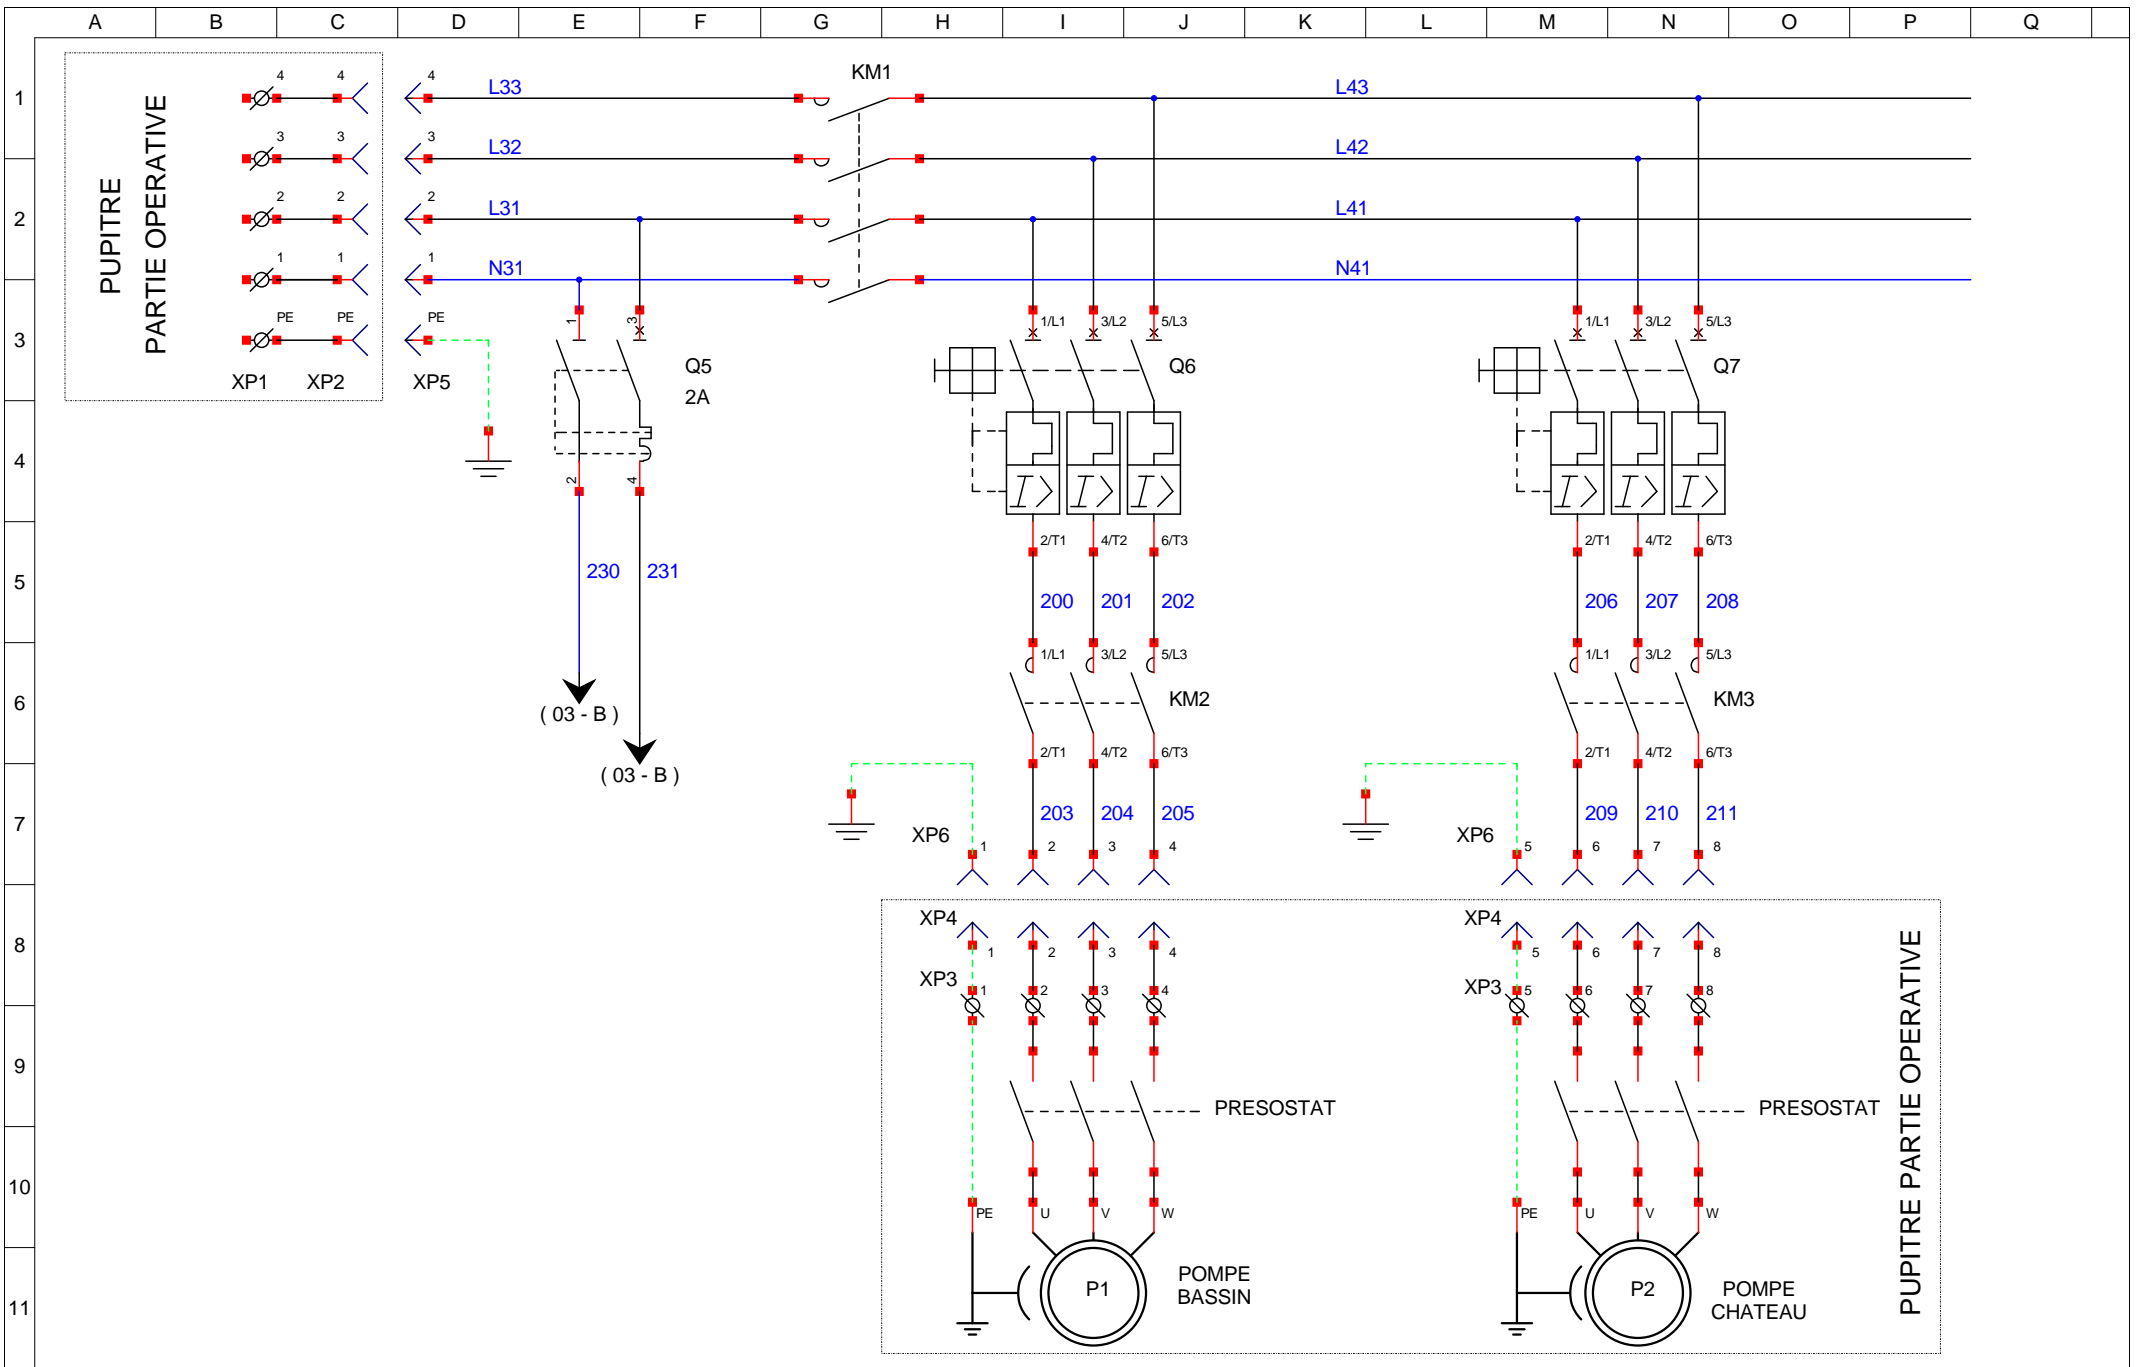 A B C D E F G H I J K L M N O P Q
1
2
3
4
5
6
7
8
9
10
11
PUPITRE
PARTIE OPERATIVE
4 4 4 L33 KM1 L43
3 3 3 L32 L42
2 2 2 L31 L41
1 1 1 N31 N41
PE PE PE
XP1 XP2 XP5
1 3
Q5
2A
2 4
230 231
( 03 - B )
( 03 - B )
1/L1 3/L2 5/L3
Q6
2/T1 4/T2 6/T3
200 201 202
1/L1 3/L2 5/L3
KM2
2/T1 4/T2 6/T3
203 204 205
XP6 1 2 3 4
1/L1 3/L2 5/L3
Q7
2/T1 4/T2 6/T3
206 207 208
1/L1 3/L2 5/L3
KM3
2/T1 4/T2 6/T3
209 210 211
XP6 5 6 7 8
XP4
1 2 3 4
XP3 1 2 3 4
PRESOSTAT
PE U V W
P1
POMPE
BASSIN
XP4
5 6 7 8
XP3 5 6 7 8
PRESOSTAT
PE U V W
P2
POMPE
CHATEAU
PUPITRE PARTIE OPERATIVE